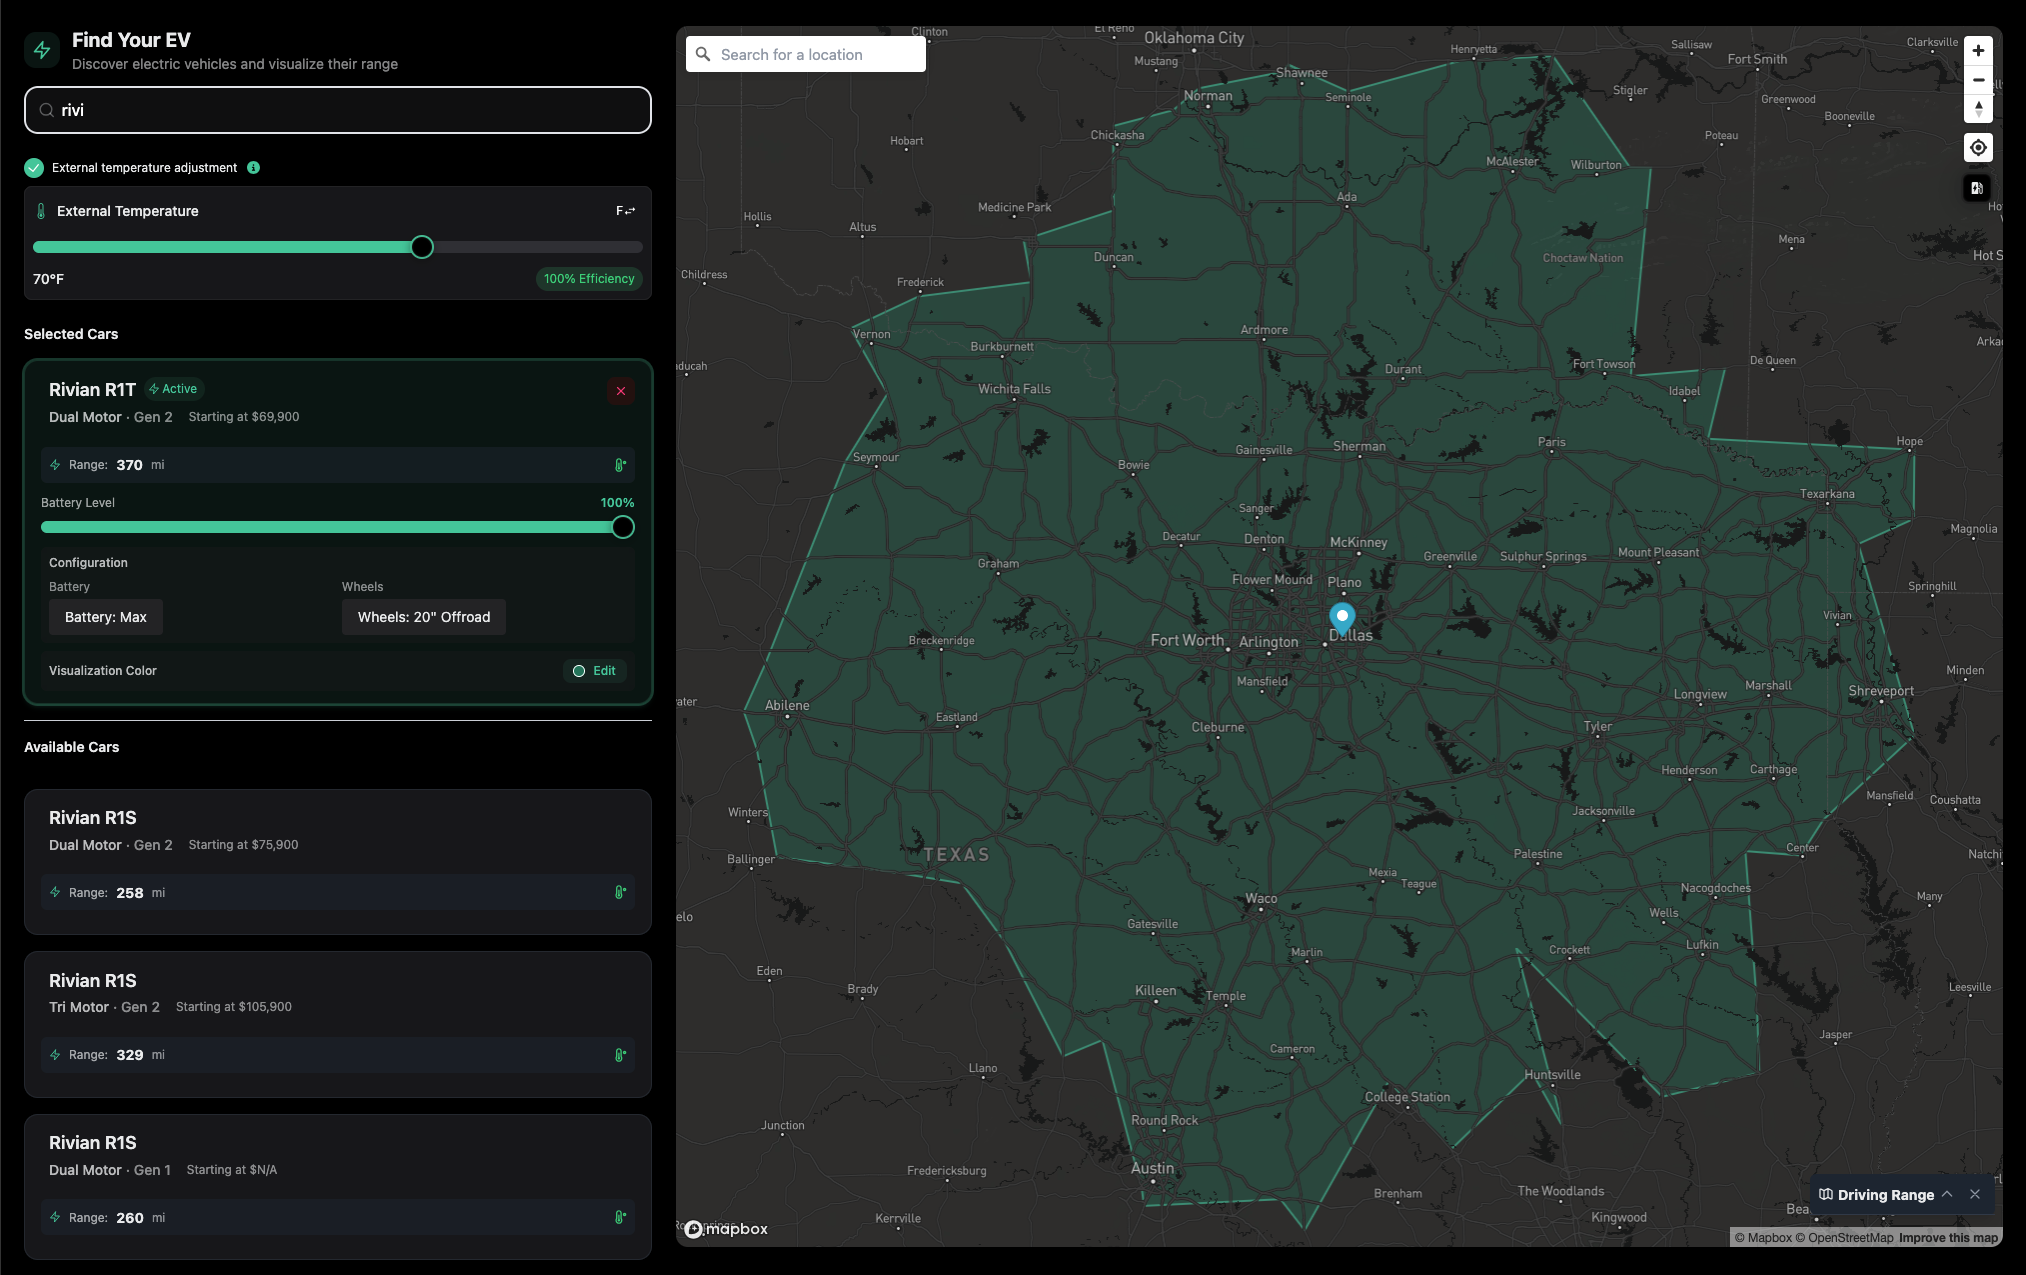 Find Your EV
Discover electric vehicles and visualize their range
rivi
External temperature adjustment
External Temperature
F
70°F
100% Efficiency
Selected Cars
Rivian R1T
Active
Dual Motor · Gen 2
Starting at $69,900
Range: 370 mi
Battery Level
100%
Configuration
Battery
Wheels
Battery: Max
Wheels: 20" Offroad
Visualization Color
Edit
Available Cars
Rivian R1S
Dual Motor · Gen 2
Starting at $75,900
Range: 258 mi
Rivian R1S
Tri Motor · Gen 2
Starting at $105,900
Range: 329 mi
Rivian R1S
Dual Motor · Gen 1
Starting at $N/A
Range: 260 mi
Search for a location
Clinton
El Reno
Oklahoma City
Mustang
Shawnee
Henryetta
Sallisaw
Fort Smith
Clarksville
Norman
Seminole
Stigler
Greenwood
Booneville
Hobart
Chickasha
McAlester
Wilburton
Poteau
Hollis
Altus
Medicine Park
Ada
Mena
Hot S
Childress
Frederick
Duncan
Choctaw Nation
Vernon
Burkburnett
Ardmore
Arka
aducah
Wichita Falls
Durant
Fort Towson
De Queen
Idabel
Seymour
Bowie
Gainesville
Sherman
Paris
Hope
Texarkana
Sanger
Magnolia
Graham
Decatur
Denton
McKinney
Greenville
Sulphur Springs
Mount Pleasant
Flower Mound
Plano
Springhill
Vivian
Breckenridge
Fort Worth
Arlington
Dallas
Minden
Mansfield
Longview
Marshall
Shreveport
ater
Abilene
Eastland
Cleburne
Tyler
Henderson
Carthage
Winters
Jacksonville
Mansfield
Coushatta
Ballinger
TEXAS
Palestine
Center
Natchi
Mexia
Teague
Nacogdoches
elo
Waco
Wells
Many
Gatesville
Marlin
Crockett
Lufkin
Eden
Brady
Killeen
Temple
Leesville
Cameron
Jasper
Llano
Huntsville
College Station
Junction
Round Rock
Fredericksburg
Austin
Brenham
The Woodlands
Kerrville
Kingwood
Bea
Driving Range
mapbox
© Mapbox © OpenStreetMap Improve this map